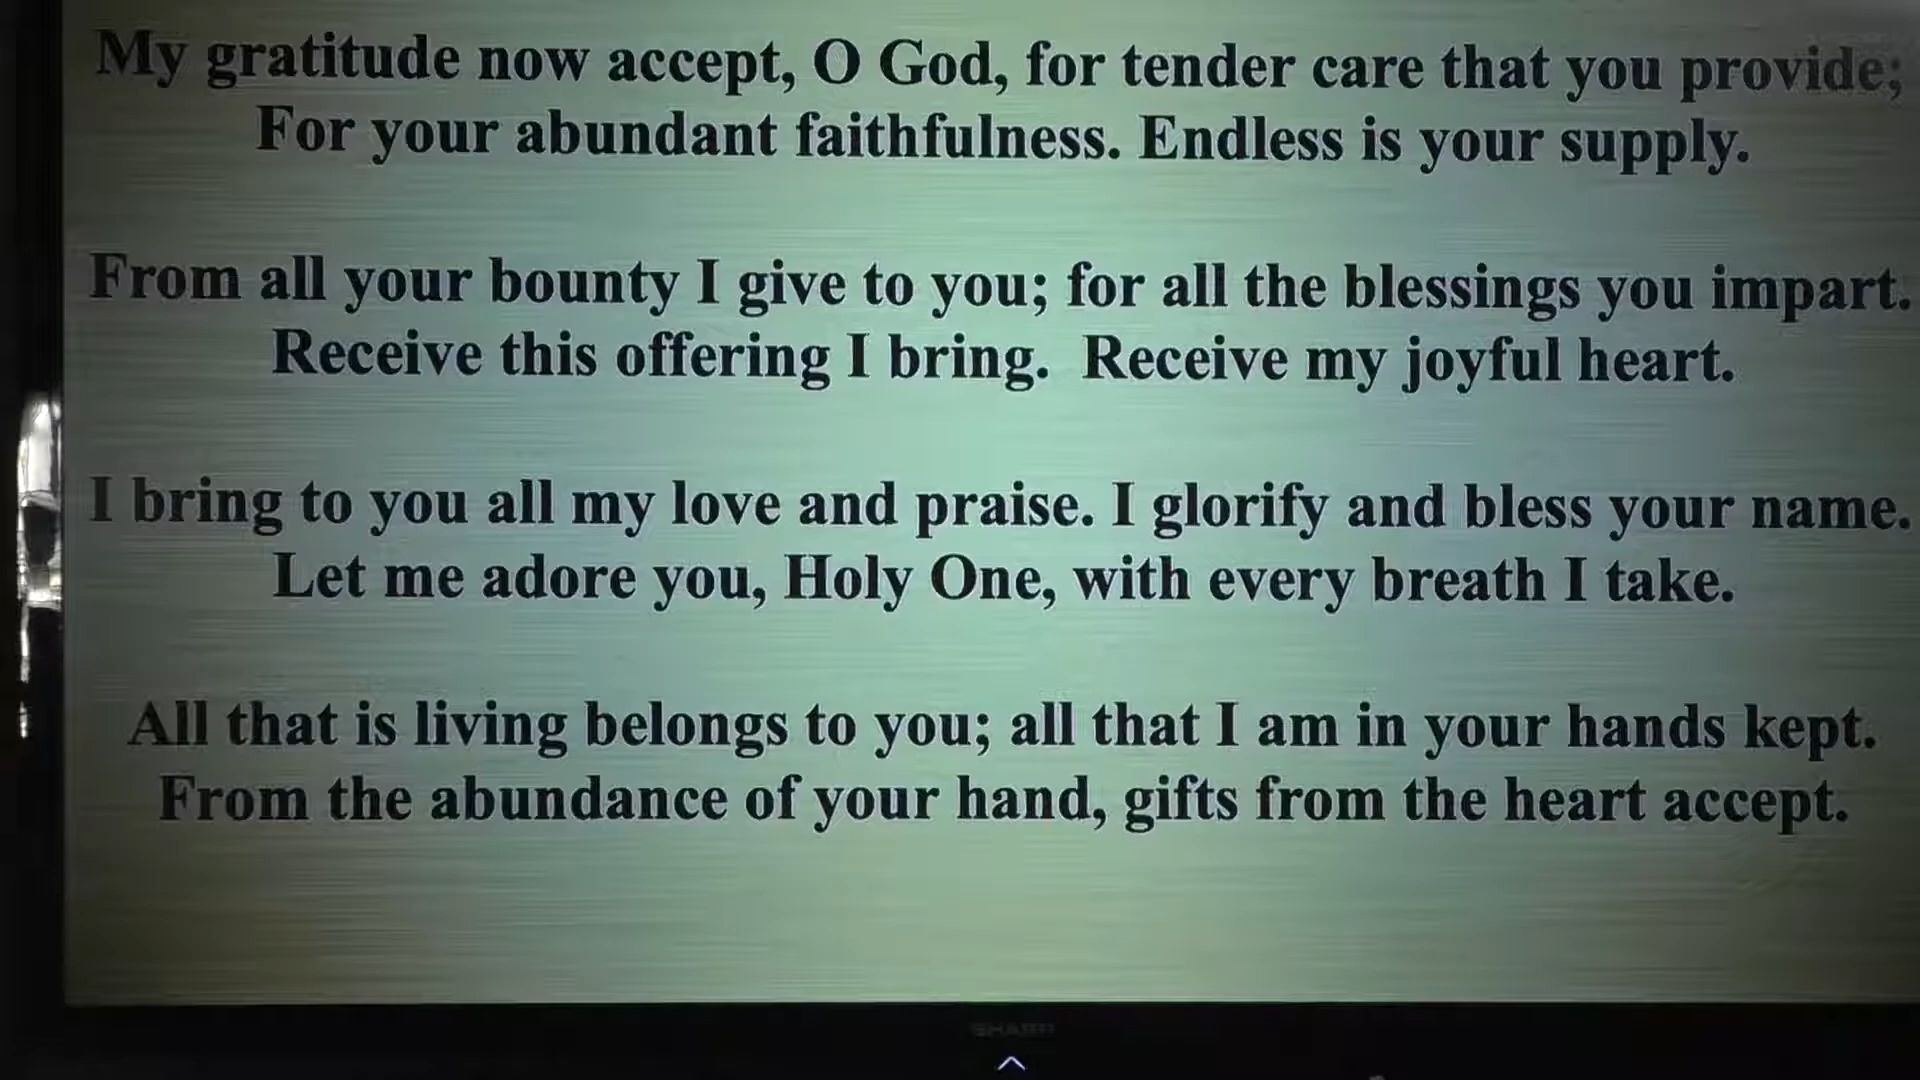 My gratitude now accept, O God, for tender care that you provide;
For your abundant faithfulness. Endless is your supply.
From all your bounty I give to you; for all the blessings you impart.
Receive this offering I bring. Receive my joyful heart.
I bring to you all my love and praise. I glorify and bless your name.
Let me adore you, Holy One, with every breath I take.
All that is living belongs to you; all that I am in your hands kept.
From the abundance of your hand, gifts from the heart accept.
SHARP